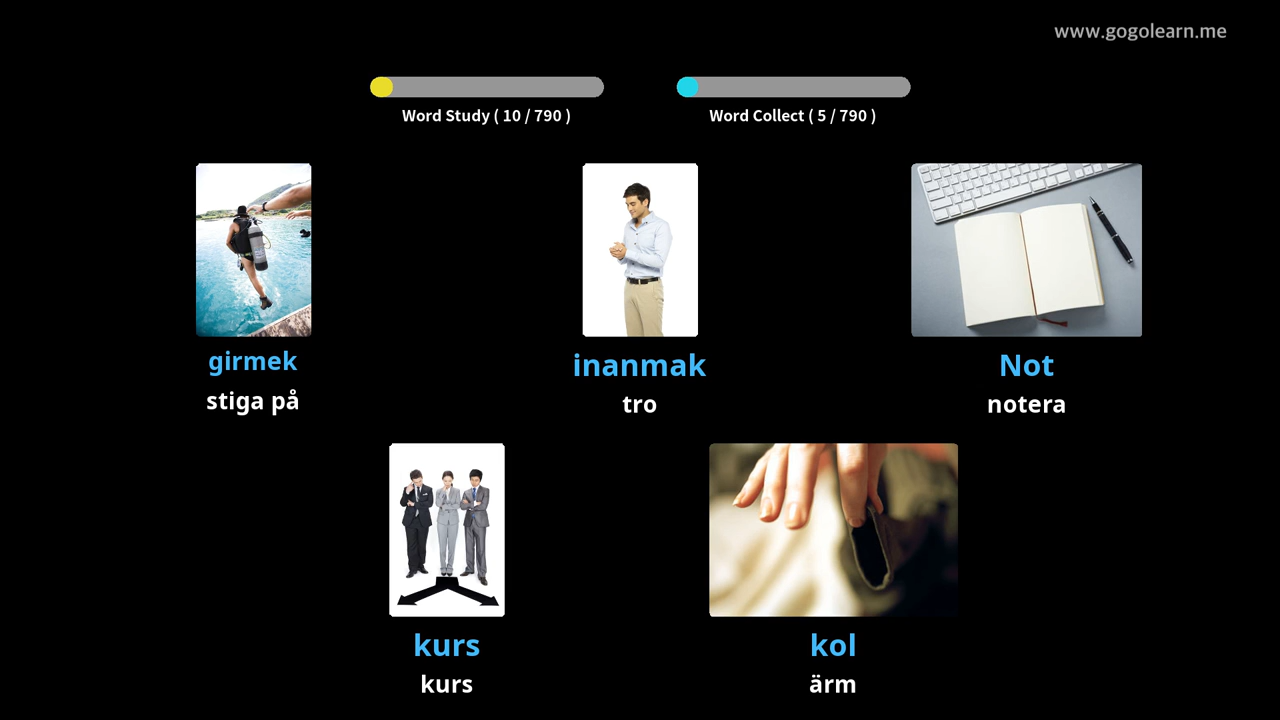 www.gogolearn.me
Word Study ( 10 / 790 )
Word Collect ( 5 / 790 )
girmek
stiga på
inanmak
tro
Not
notera
kurs
kurs
kol
ärm